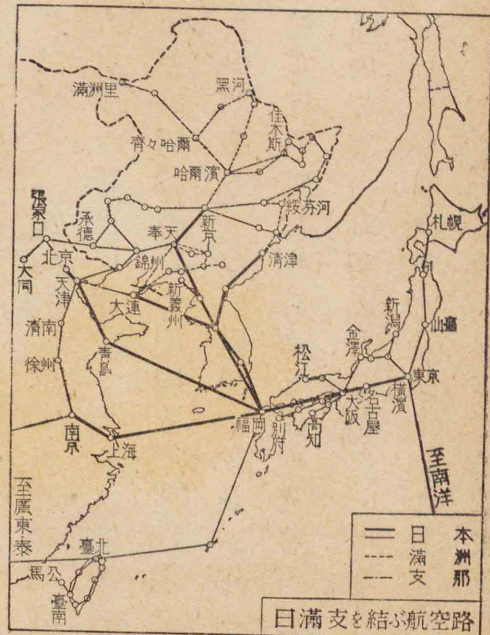 滿洲里
黑河
佳木斯
齊々哈爾
哈爾濱
綏芬河
張家口
承德
奉天
新京
清津
北京
錦州
大同
天津
大連
新義州
濟南
徐州
青島
南京
上海
札幌
仙臺
新潟
金澤
松江
東京
橫濱
名古屋
大阪
福岡
別府
高知
至南洋
至廣東泰
臺北
馬公
臺南
日本
滿洲
支那
日滿支を結ぶ航空路